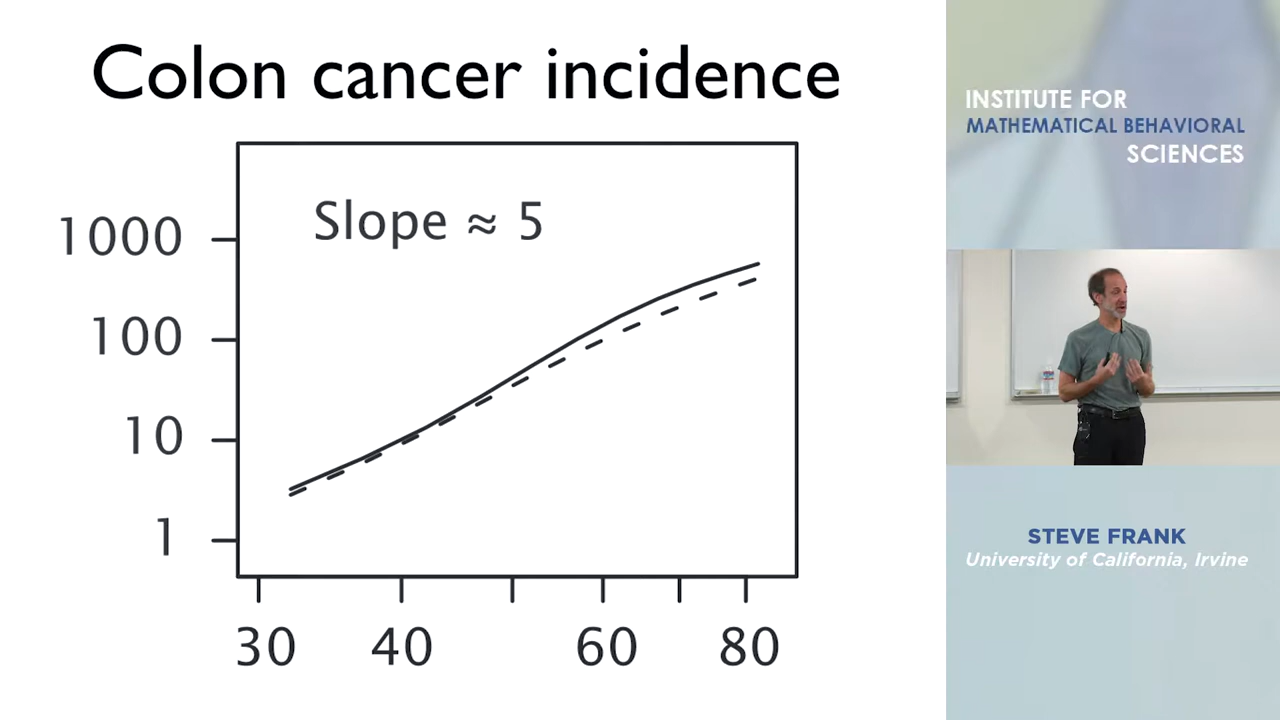 Colon cancer incidence
Slope ≈ 5
1000
100
10
1
30 40 60 80
INSTITUTE FOR
MATHEMATICAL BEHAVIORAL
SCIENCES
STEVE FRANK
University of California, Irvine